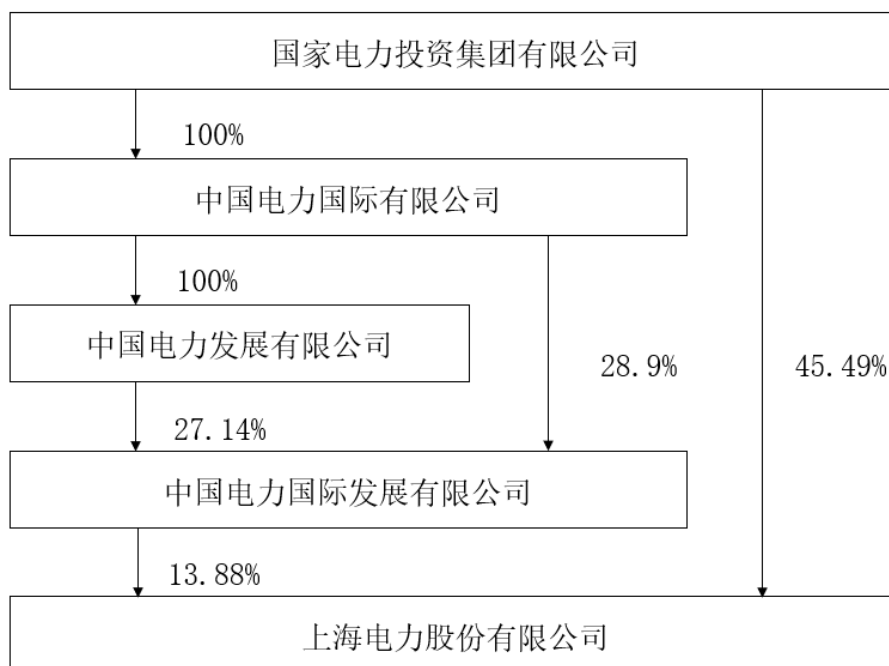 国家电力投资集团有限公司
100%
中国电力国际有限公司
100%
中国电力发展有限公司
28.9%
45.49%
27.14%
中国电力国际发展有限公司
13.88%
上海电力股份有限公司